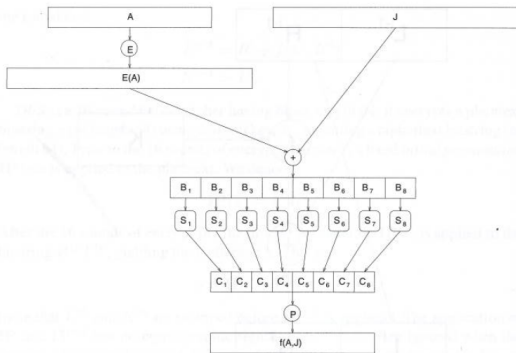 A J
E
E(A)
+
B1 B2 B3 B4 B5 B6 B7 B8
S1 S2 S3 S4 S5 S6 S7 S8
C1 C2 C3 C4 C5 C6 C7 C8
P
f(A,J)